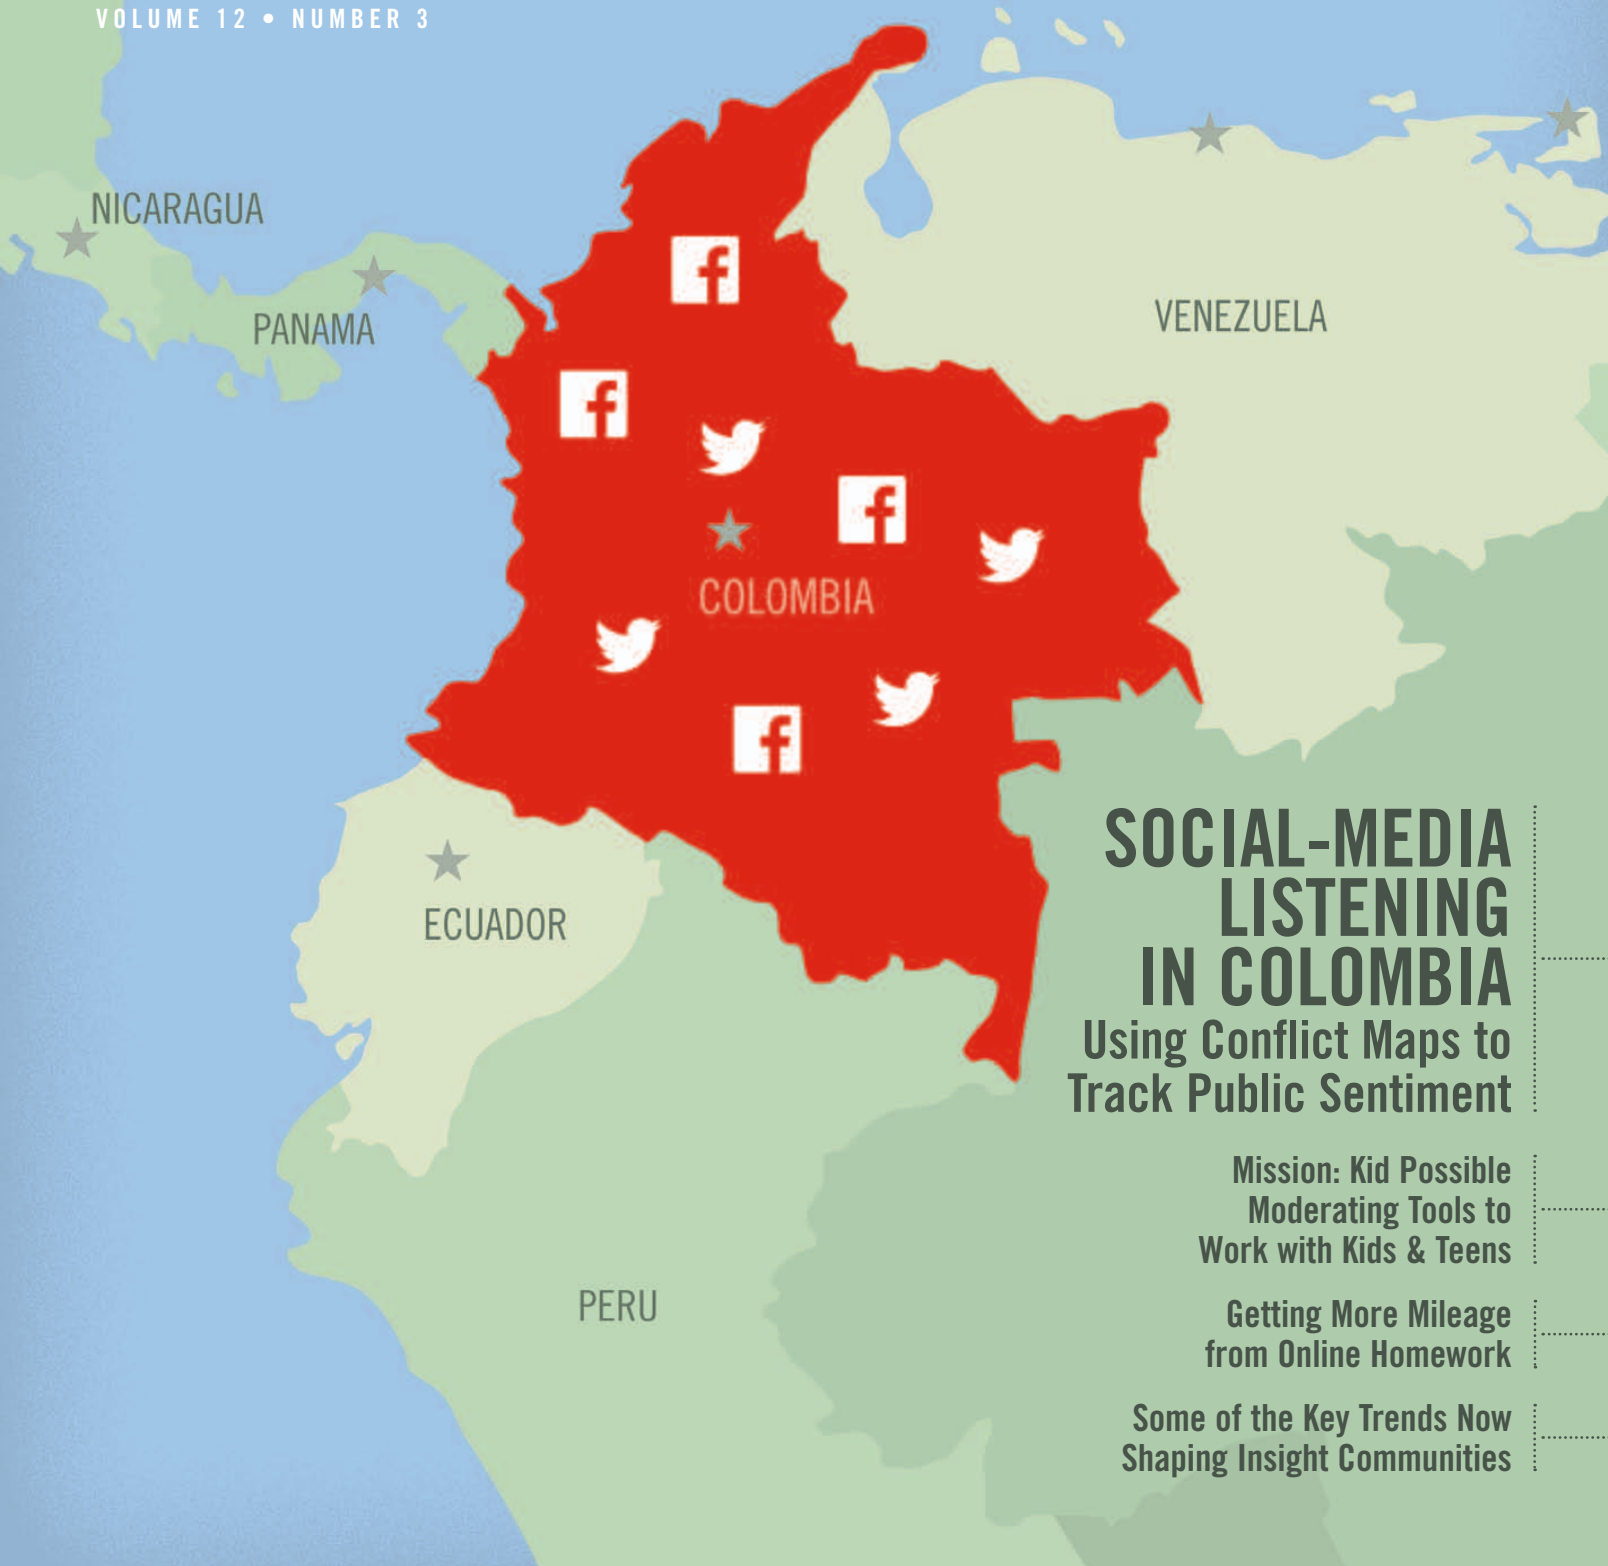 VOLUME 12 • NUMBER 3
NICARAGUA
PANAMA
VENEZUELA
COLOMBIA
ECUADOR
PERU
SOCIAL-MEDIA
LISTENING
IN COLOMBIA
Using Conflict Maps to
Track Public Sentiment
Mission: Kid Possible
Moderating Tools to
Work with Kids & Teens
Getting More Mileage
from Online Homework
Some of the Key Trends Now
Shaping Insight Communities